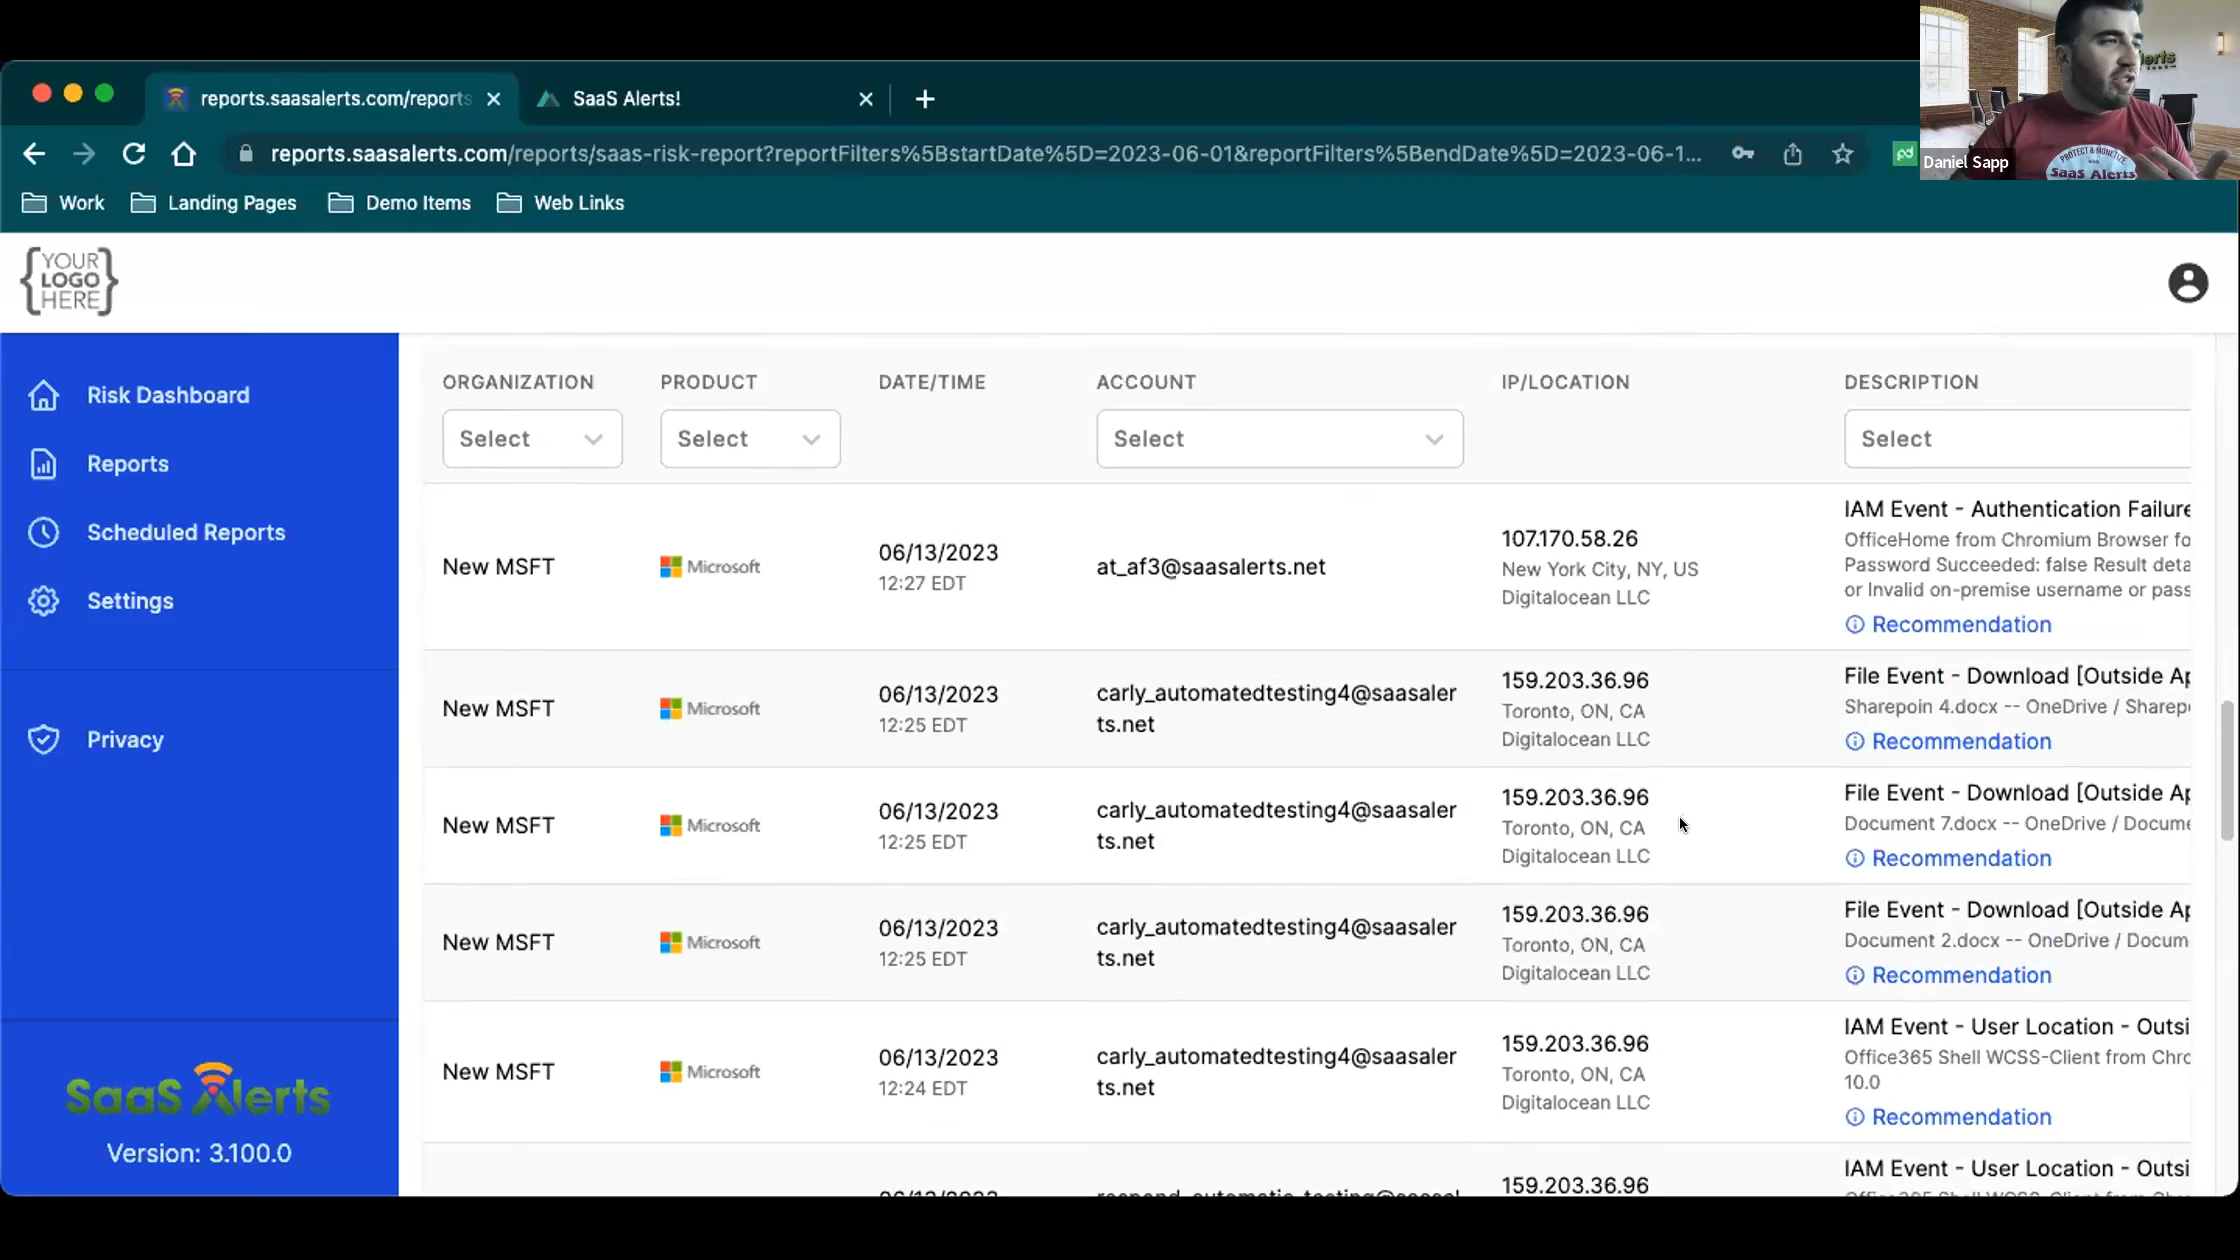 reports.saasalerts.com/reports
SaaS Alerts!
reports.saasalerts.com/reports/saas-risk-report?reportFilters%5BstartDate%5D=2023-06-01&reportFilters%5BendDate%5D=2023-06-1...
Daniel Sapp
PROTECT & MONETIZE
WITH
SaaS Alerts
Work
Landing Pages
Demo Items
Web Links
{YOUR
LOGO
HERE}
Risk Dashboard
Reports
Scheduled Reports
Settings
Privacy
SaaS Alerts
Version: 3.100.0
ORGANIZATION PRODUCT DATE/TIME ACCOUNT IP/LOCATION DESCRIPTION
Select Select Select Select
New MSFT
Microsoft
06/13/2023
12:27 EDT
at_af3@saasalerts.net
107.170.58.26
New York City, NY, US
Digitalocean LLC
IAM Event - Authentication Failure
OfficeHome from Chromium Browser fo
Password Succeeded: false Result deta
or Invalid on-premise username or pass
Recommendation
New MSFT
Microsoft
06/13/2023
12:25 EDT
carly_automatedtesting4@saasaler
ts.net
159.203.36.96
Toronto, ON, CA
Digitalocean LLC
File Event - Download [Outside Ap
Sharepoin 4.docx -- OneDrive / Sharep
Recommendation
New MSFT
Microsoft
06/13/2023
12:25 EDT
carly_automatedtesting4@saasaler
ts.net
159.203.36.96
Toronto, ON, CA
Digitalocean LLC
File Event - Download [Outside Ap
Document 7.docx -- OneDrive / Docume
Recommendation
New MSFT
Microsoft
06/13/2023
12:25 EDT
carly_automatedtesting4@saasaler
ts.net
159.203.36.96
Toronto, ON, CA
Digitalocean LLC
File Event - Download [Outside Ap
Document 2.docx -- OneDrive / Docum
Recommendation
New MSFT
Microsoft
06/13/2023
12:24 EDT
carly_automatedtesting4@saasaler
ts.net
159.203.36.96
Toronto, ON, CA
Digitalocean LLC
IAM Event - User Location - Outsi
Office365 Shell WCSS-Client from Chro
10.0
Recommendation
06/13/2023
159.203.36.96
IAM Event - User Location - Outsi